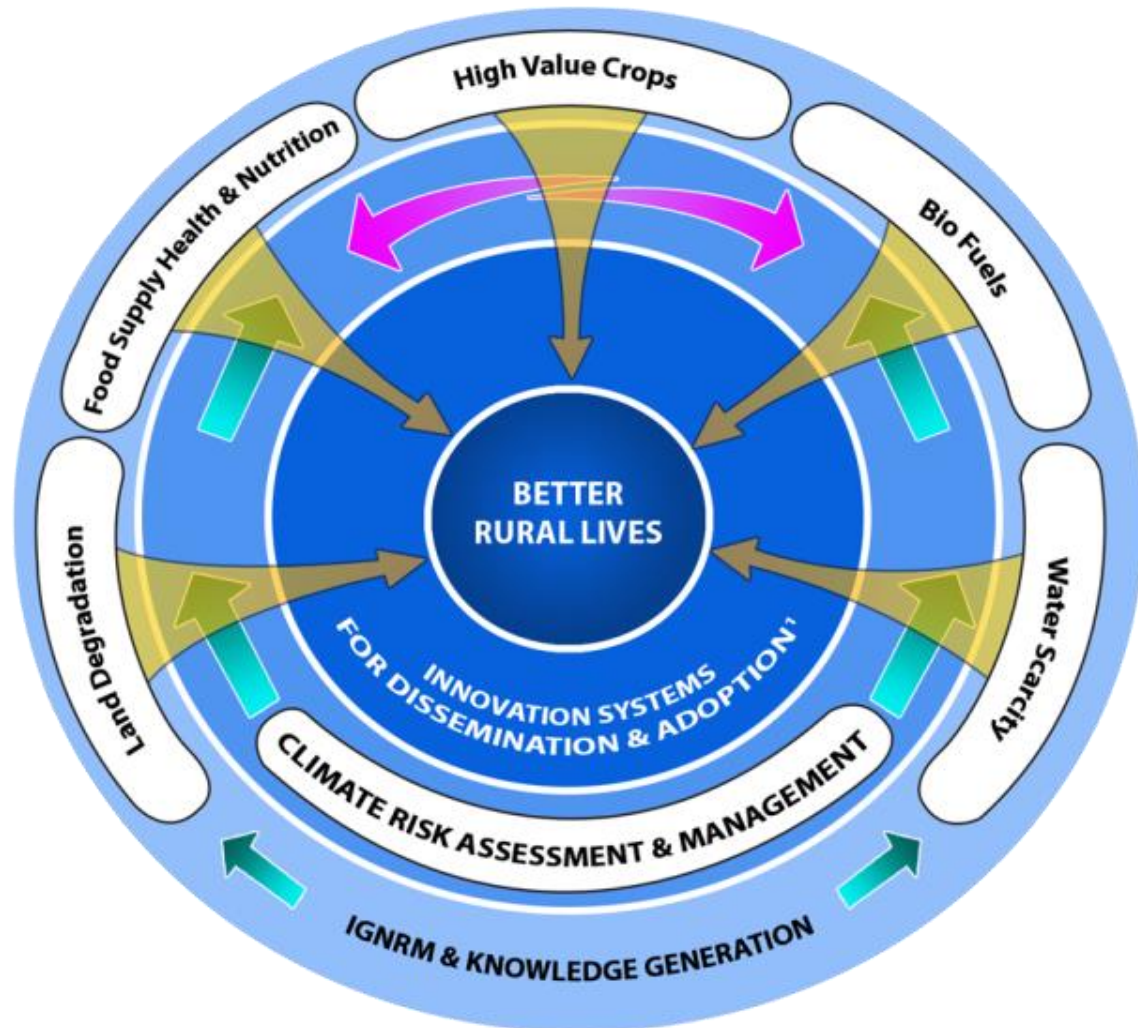 High Value Crops
Food Supply Health & Nutrition
Bio Fuels
BETTER
RURAL LIVES
Land Degradation
Water Scarcity
INNOVATION SYSTEMS
FOR DISSEMINATION & ADOPTION¹
CLIMATE RISK ASSESSMENT & MANAGEMENT
IGNRM & KNOWLEDGE GENERATION